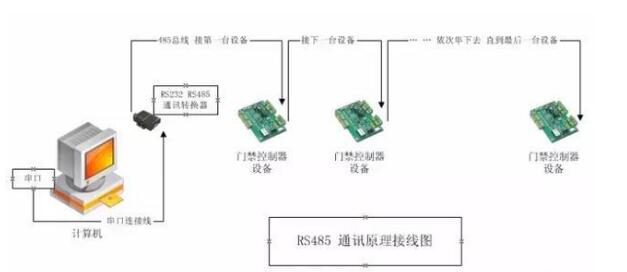 485总线 接第一台设备
接下一台设备
… … 依次串下去 直到最后一台设备
RS232 RS485
通讯转换器
门禁控制器
设备
门禁控制器
设备
门禁控制器
设备
串口
串口连接线
计算机
RS485 通讯原理接线图